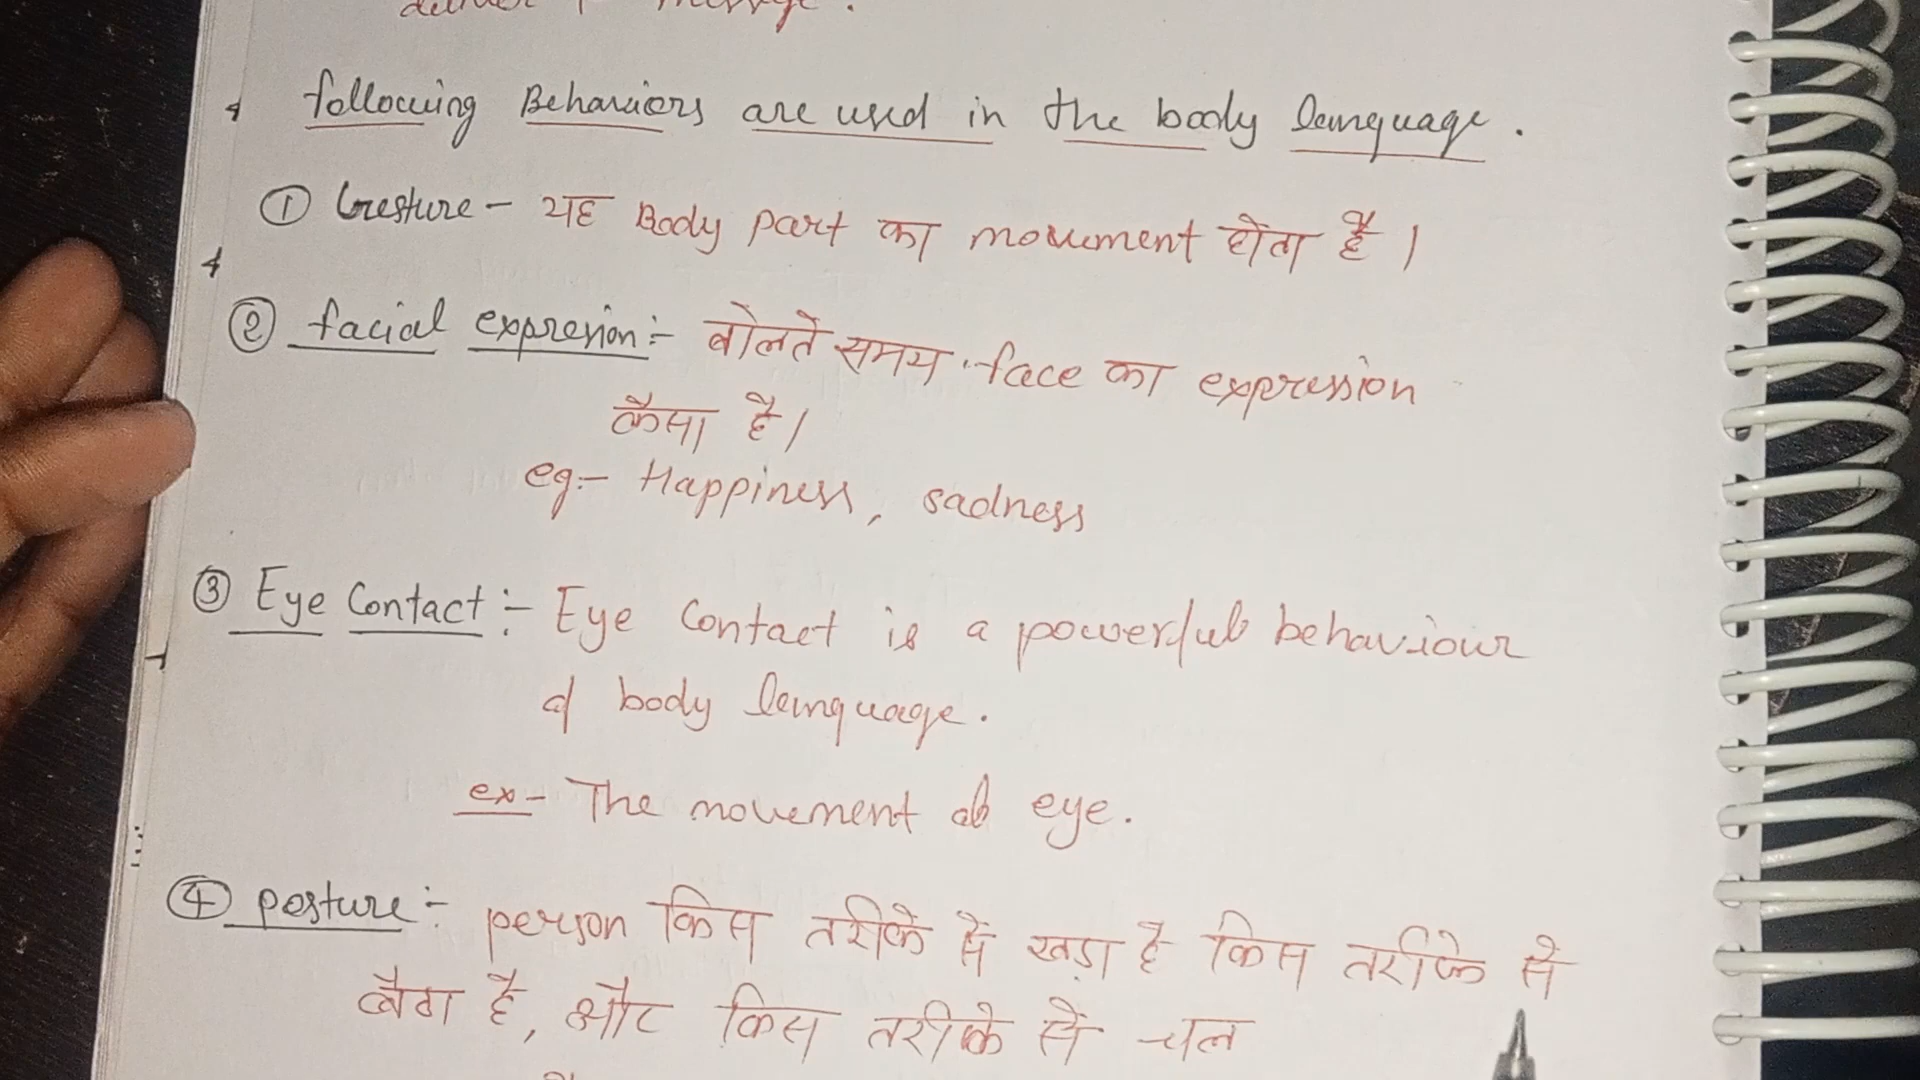 deliver message.
following Behaviors are used in the body language.
① Gesture - यह Body part का movement होता है।
② facial expresion :- बोलते समय face का expression
कैसा है।
eg:- Happiness, sadness
③ Eye Contact :- Eye Contact is a powerful behaviour
of body language.
ex - The movement of eye.
④ posture :- person किस तरीके से खड़ा है किस तरीके से
बैठा है, और किस तरीके से चल